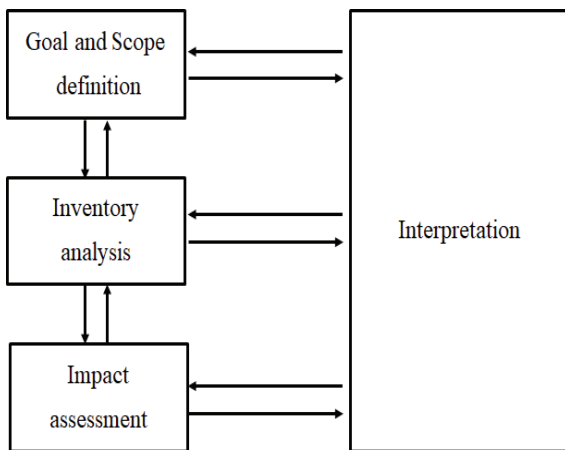 Goal and Scope
definition
Inventory
analysis
Interpretation
Impact
assessment